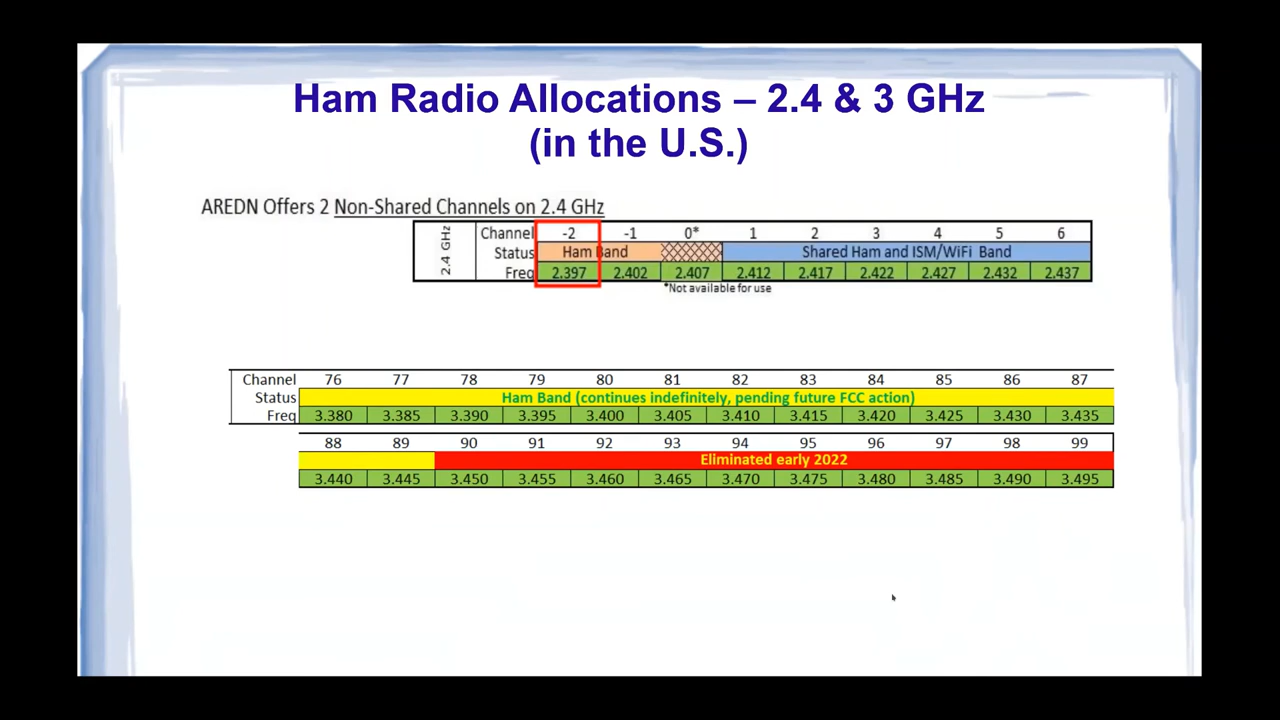 Ham Radio Allocations – 2.4 & 3 GHz
(in the U.S.)
AREDN Offers 2 Non-Shared Channels on 2.4 GHz
2.4 GHz
Channel -2 -1 0* 1 2 3 4 5 6
Status Ham Band Shared Ham and ISM/WiFi Band
Freq 2.397 2.402 2.407 2.412 2.417 2.422 2.427 2.432 2.437
*Not available for use
Channel 76 77 78 79 80 81 82 83 84 85 86 87
Status Ham Band (continues indefinitely, pending future FCC action)
Freq 3.380 3.385 3.390 3.395 3.400 3.405 3.410 3.415 3.420 3.425 3.430 3.435
88 89 90 91 92 93 94 95 96 97 98 99
Eliminated early 2022
3.440 3.445 3.450 3.455 3.460 3.465 3.470 3.475 3.480 3.485 3.490 3.495